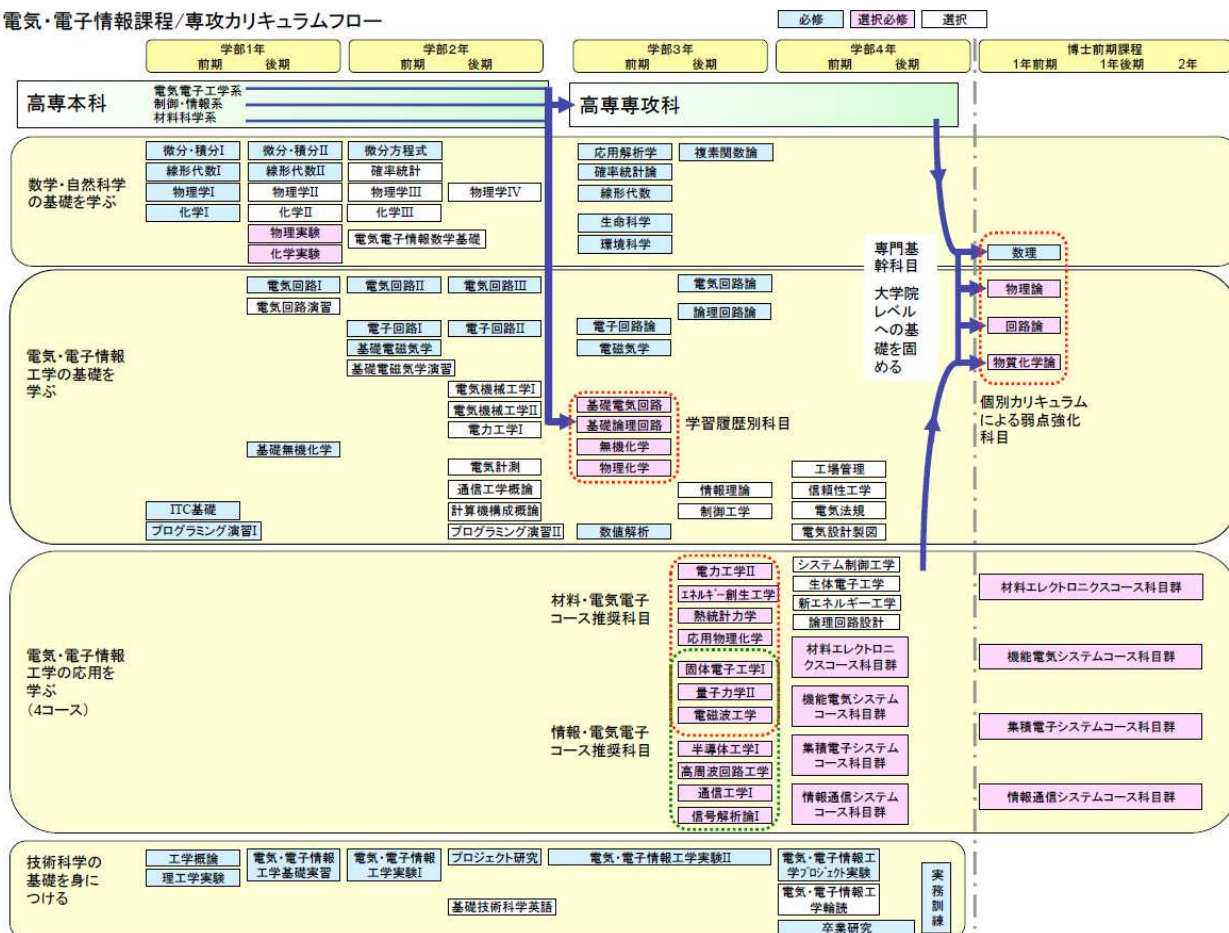 電気・電子情報課程/専攻カリキュラムフロー
必修
選択必修
選択
学部1年
前期 後期
学部2年
前期 後期
学部3年
前期 後期
学部4年
前期 後期
博士前期課程
1年前期 1年後期 2年
高専本科
電気電子工学系
制御・情報系
材料科学系
高専専攻科
数学・自然科学
の基礎を学ぶ
微分・積分I
微分・積分II
微分方程式
応用解析学
複素関数論
線形代数I
線形代数II
確率統計
確率統計論
物理学I
物理学II
物理学III
物理学IV
線形代数
化学I
化学II
化学III
生命科学
物理実験
電気電子情報数学基礎
環境科学
化学実験
専門基
幹科目
大学院
レベル
への基
礎を固
める
数理
物理論
回路論
物質化学論
個別カリキュラム
による弱点強化
科目
電気・電子情報
工学の基礎を
学ぶ
電気回路I
電気回路II
電気回路III
電気回路論
電気回路演習
論理回路論
電子回路I
電子回路II
電子回路論
基礎電磁気学
電磁気学
基礎電磁気学演習
電気機械工学I
電気機械工学II
電力工学I
基礎電気回路
基礎論理回路
無機化学
物理化学
学習履歴別科目
基礎無機化学
電気計測
通信工学概論
計算機構成概論
プログラミング演習II
ITC基礎
プログラミング演習I
数値解析
情報理論
制御工学
工場管理
信頼性工学
電気法規
電気設計製図
電気・電子情報
工学の応用を
学ぶ
(4コース)
材料・電気電子
コース推奨科目
情報・電気電子
コース推奨科目
電力工学II
エネルギー創生工学
熱統計力学
応用物理化学
固体電子工学I
量子力学II
電磁波工学
半導体工学I
高周波回路工学
通信工学I
信号解析論I
システム制御工学
生体電子工学
新エネルギー工学
論理回路設計
材料エレクトロニ
クスコース科目群
機能電気システム
コース科目群
集積電子システム
コース科目群
情報通信システム
コース科目群
材料エレクトロニクスコース科目群
機能電気システムコース科目群
集積電子システムコース科目群
情報通信システムコース科目群
技術科学の
基礎を身に
つける
工学概論
理工学実験
電気・電子情報
工学基礎実習
電気・電子情報
工学実験I
プロジェクト研究
基礎技術科学英語
電気・電子情報工学実験II
電気・電子情報工
学プロジェクト実験
電気・電子情報工
学輪読
卒業研究
実務訓練